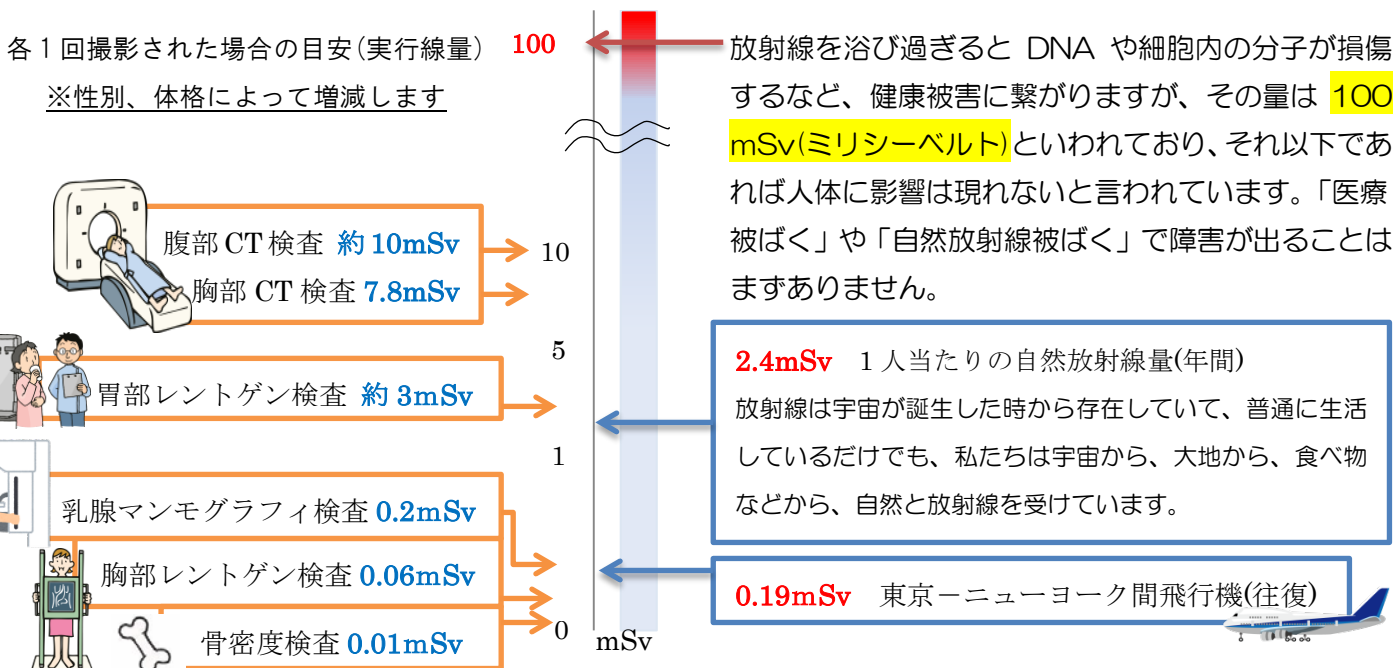 各1回撮影された場合の目安(実行線量)
※性別、体格によって増減します
100
放射線を浴び過ぎると DNA や細胞内の分子が損傷
するなど、健康被害に繋がりますが、その量は 100
mSv(ミリシーベルト)といわれており、それ以下であ
れば人体に影響は現れないと言われています。「医療
被ばく」や「自然放射線被ばく」で障害が出ることは
まずありません。
腹部 CT 検査 約 10mSv
胸部 CT 検査 7.8mSv
10
5
胃部レントゲン検査 約 3mSv
1
乳腺マンモグラフィ検査 0.2mSv
胸部レントゲン検査 0.06mSv
骨密度検査 0.01mSv
0
mSv
2.4mSv 1人当たりの自然放射線量(年間)
放射線は宇宙が誕生した時から存在していて、普通に生活
しているだけでも、私たちは宇宙から、大地から、食べ物
などから、自然と放射線を受けています。
0.19mSv 東京－ニューヨーク間飛行機(往復)